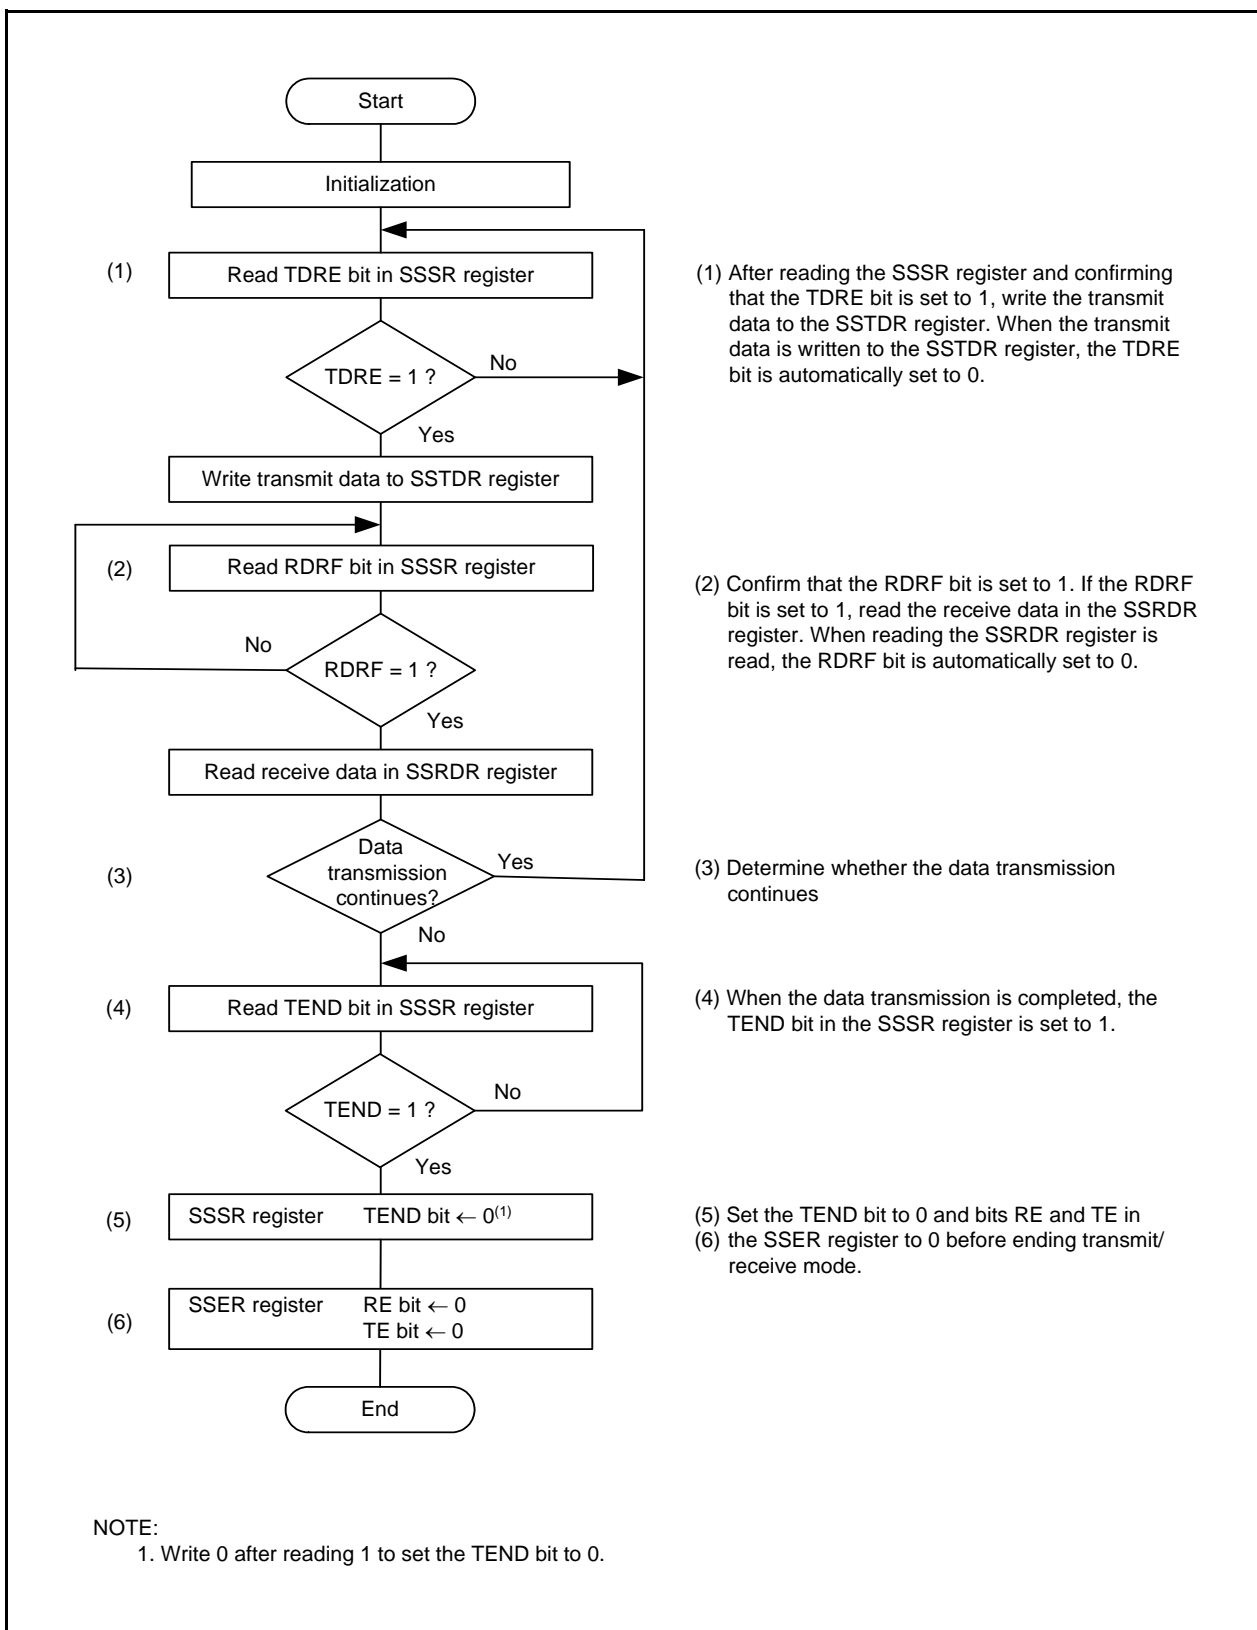 Start
Initialization
(1)
Read TDRE bit in SSSR register
(1) After reading the SSSR register and confirming
that the TDRE bit is set to 1, write the transmit
data to the SSTDR register. When the transmit
data is written to the SSTDR register, the TDRE
bit is automatically set to 0.
TDRE = 1 ?
No
Yes
Write transmit data to SSTDR register
(2)
Read RDRF bit in SSSR register
(2) Confirm that the RDRF bit is set to 1. If the RDRF
bit is set to 1, read the receive data in the SSRDR
register. When reading the SSRDR register is
read, the RDRF bit is automatically set to 0.
No
RDRF = 1 ?
Yes
Read receive data in SSRDR register
(3)
Data
transmission
continues?
Yes
(3) Determine whether the data transmission
continues
No
(4)
Read TEND bit in SSSR register
(4) When the data transmission is completed, the
TEND bit in the SSSR register is set to 1.
TEND = 1 ?
No
Yes
(5)
SSSR register TEND bit ← 0(1)
(5) Set the TEND bit to 0 and bits RE and TE in
(6) the SSER register to 0 before ending transmit/
receive mode.
(6)
SSER register RE bit ← 0
TE bit ← 0
End
NOTE:
1. Write 0 after reading 1 to set the TEND bit to 0.